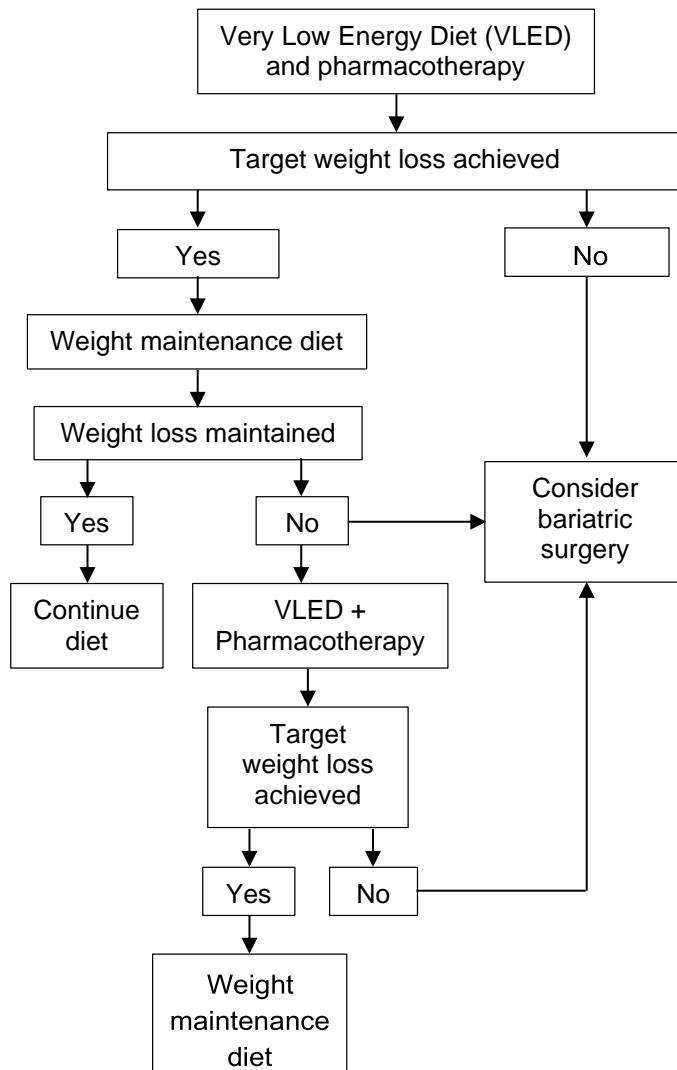 Very Low Energy Diet (VLED)
and pharmacotherapy
Target weight loss achieved
Yes
No
Weight maintenance diet
Weight loss maintained
Yes
No
Consider
bariatric
surgery
Continue
diet
VLED +
Pharmacotherapy
Target
weight loss
achieved
Yes
No
Weight
maintenance
diet